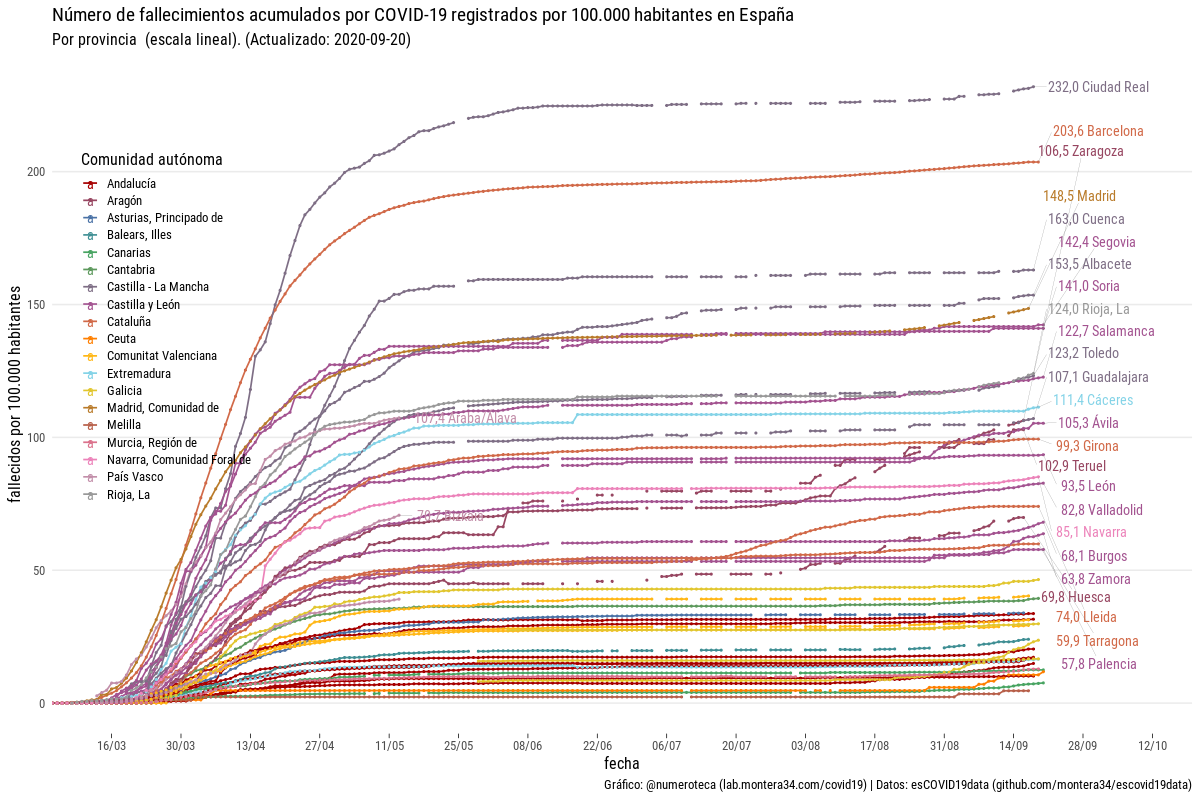 Número de fallecimientos acumulados por COVID-19 registrados por 100.000 habitantes en España
Por provincia (escala lineal). (Actualizado: 2020-09-20)
fallecidos por 100.000 habitantes
200
150
100
50
0
Comunidad autónoma
Andalucía
Aragón
Asturias, Principado de
Balears, Illes
Canarias
Cantabria
Castilla - La Mancha
Castilla y León
Cataluña
Ceuta
Comunitat Valenciana
Extremadura
Galicia
Madrid, Comunidad de
Melilla
Murcia, Región de
Navarra, Comunidad Foral de
País Vasco
Rioja, La
107,4 Araba/Álava
232,0 Ciudad Real
203,6 Barcelona
106,5 Zaragoza
148,5 Madrid
163,0 Cuenca
142,4 Segovia
153,5 Albacete
141,0 Soria
124,0 Rioja, La
122,7 Salamanca
123,2 Toledo
107,1 Guadalajara
111,4 Cáceres
105,3 Ávila
99,3 Girona
102,9 Teruel
93,5 León
82,8 Valladolid
85,1 Navarra
68,1 Burgos
63,8 Zamora
69,8 Huesca
74,0 Lleida
59,9 Tarragona
57,8 Palencia
16/03
30/03
13/04
27/04
11/05
25/05
08/06
22/06
06/07
20/07
03/08
17/08
31/08
14/09
28/09
12/10
fecha
Gráfico: @numeroteca (lab.montera34.com/covid19) | Datos: esCOVID19data (github.com/montera34/escovid19data)